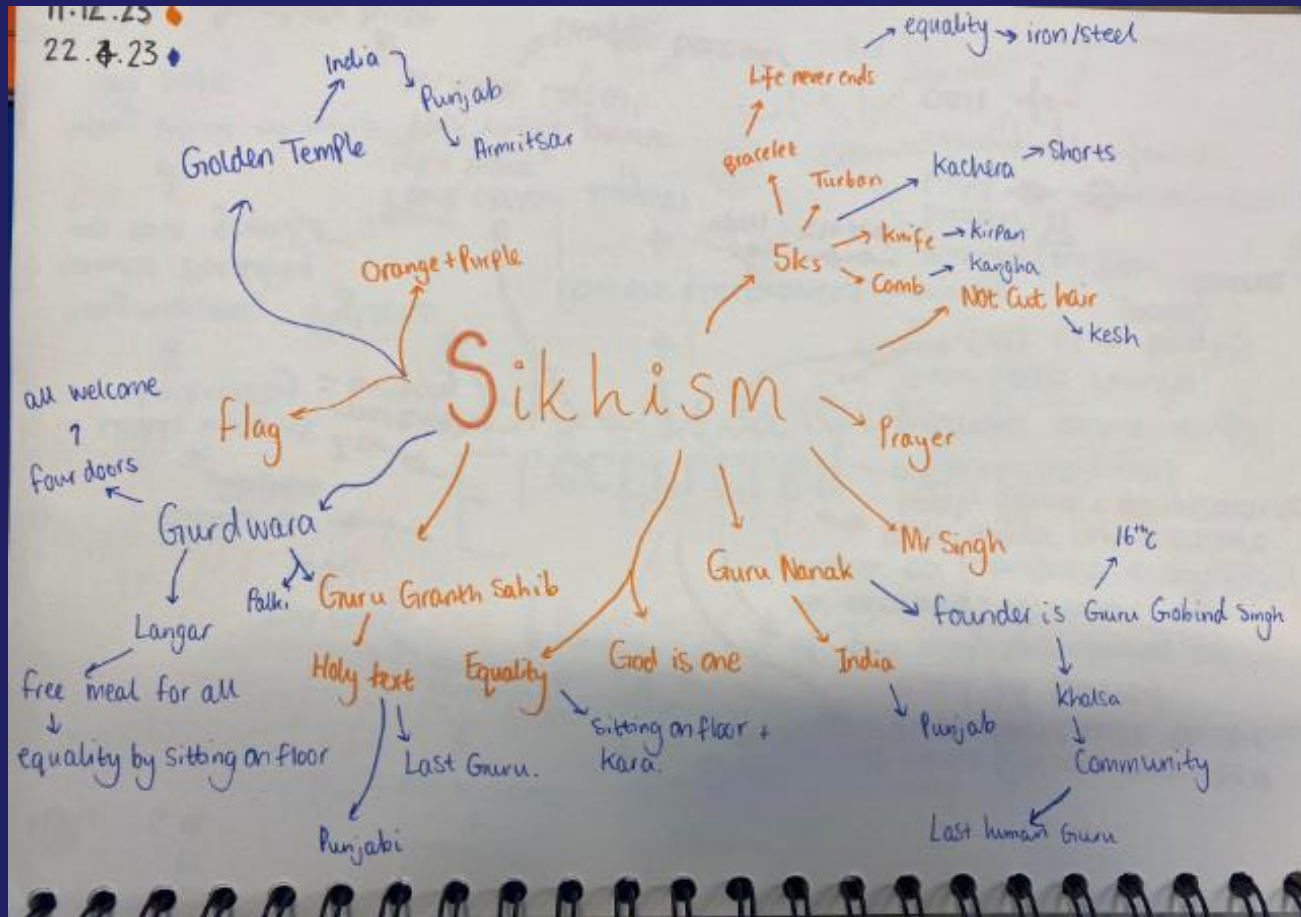 11.12.23
22.4.23
India
Punjab
Armritsar
Golden Temple
Orange + Purple
Flag
all welcome
four doors
Gurdwara
Palki
Langar
free meal for all
equality by sitting on floor
Sikhism
equality → iron/steel
Life never ends
Bracelet
Turban
Kachera → Shorts
5ks
Knife → Kirpan
Comb → Kangha
Not Cut hair
Kesh
Prayer
Mr Singh
Guru Nanak
India
Punjab
founder is Guru Gobind Singh
16thC
Khalsa
Community
Last human Guru
God is one
Equality
Sitting on floor +
Kara.
Guru Granth Sahib
Holy text
Last Guru.
Punjabi